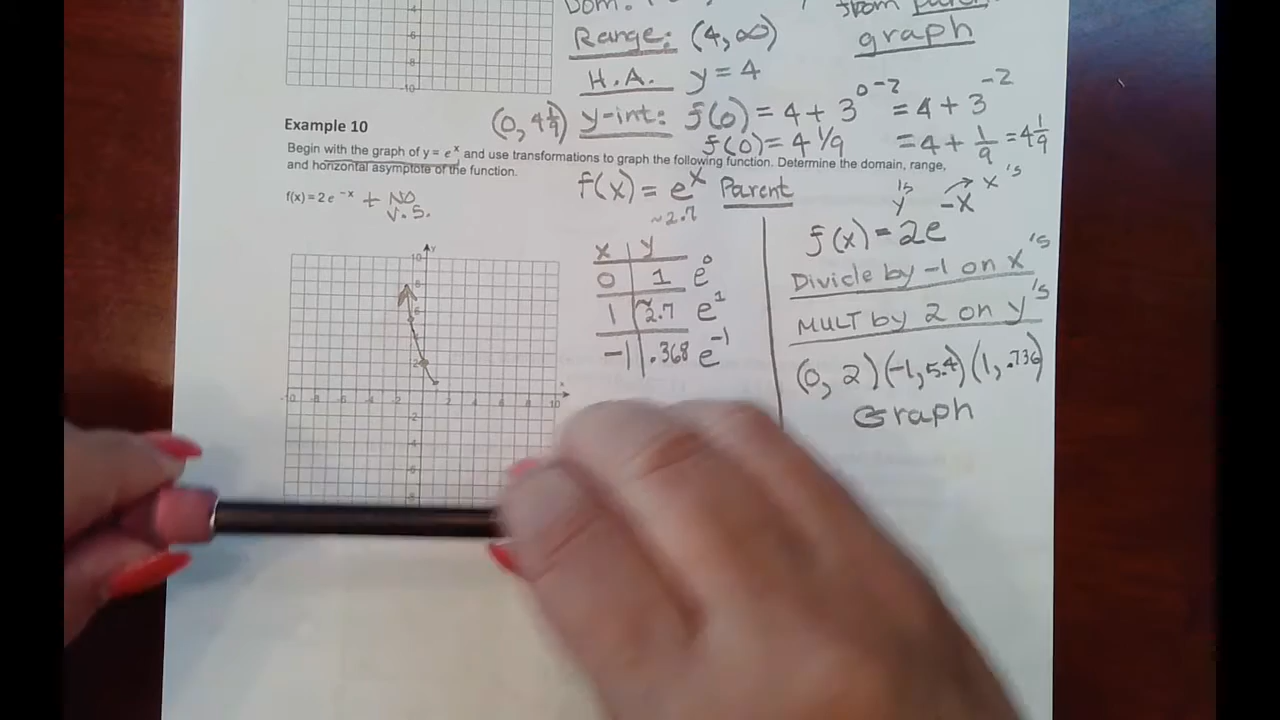 Dom:
from parent
Range: (4, ∞)
graph
H.A. y = 4
(0, 4 1/9) y-int: f(0) = 4 + 3^(0-2) = 4 + 3^(-2)
f(0) = 4 1/9 = 4 + 1/9 = 4 1/9
Example 10
Begin with the graph of y = e^x and use transformations to graph the following function. Determine the domain, range,
and horizontal asymptote of the function.
f(x) = 2e^(-x) + NO
V.S.
f(x) = e^x Parent
~2.7
x y
0 1 e^0
1 ~2.7 e^1
-1 .368 e^(-1)
y's x's
f(x) = 2e^(-x)
Divide by -1 on x's
MULT by 2 on y's
(0, 2) (-1, 5.4) (1, .736)
Graph